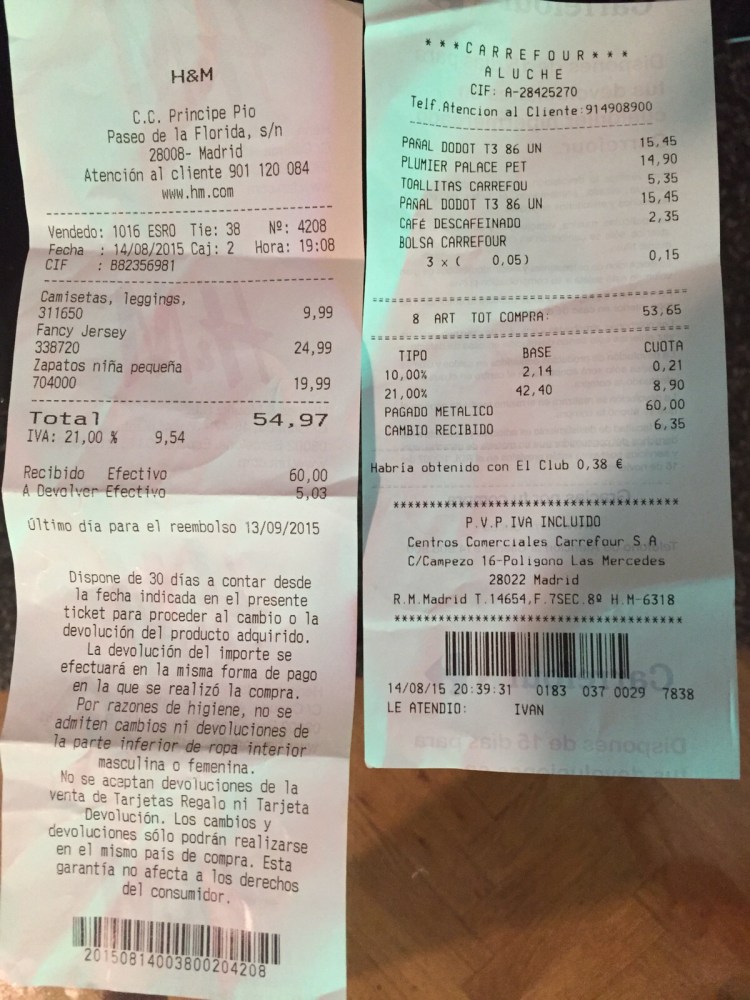 H&M
C.C. Principe Pio
Paseo de la Florida, s/n
28008- Madrid
Atención al cliente 901 120 084
www.hm.com
Vendedo: 1016 ESRO Tie: 38 Nº: 4208
Fecha : 14/08/2015 Caj: 2 Hora: 19:08
CIF : B82356981
Camisetas, leggings,
311650 9,99
Fancy Jersey
338720 24,99
Zapatos niña pequeña
704000 19,99
Total 54,97
IVA: 21,00 % 9,54
Recibido Efectivo 60,00
A Devolver Efectivo 5,03
Último día para el reembolso 13/09/2015
Dispone de 30 días a contar desde
la fecha indicada en el presente
ticket para proceder al cambio o la
devolución del producto adquirido.
La devolución del importe se
efectuará en la misma forma de pago
en la que se realizó la compra.
Por razones de higiene, no se
admiten cambios ni devoluciones de
la parte inferior de ropa interior
masculina o femenina.
No se aceptan devoluciones de la
venta de Tarjetas Regalo ni Tarjeta
Devolución. Los cambios y
devoluciones sólo podrán realizarse
en el mismo país de compra. Esta
garantía no afecta a los derechos
del consumidor.
20150814003800204208
***CARREFOUR***
ALUCHE
CIF: A-28425270
Telf.Atencion al Cliente:914908900
PAÑAL DODOT T3 86 UN 15,45
PLUMIER PALACE PET 14,90
TOALLITAS CARREFOU 5,35
PAÑAL DODOT T3 86 UN 15,45
CAFÉ DESCAFEINADO 2,35
BOLSA CARREFOUR
3 x ( 0,05) 0,15
8 ART TOT COMPRA: 53,65
TIPO BASE CUOTA
10,00% 2,14 0,21
21,00% 42,40 8,90
PAGADO METALICO 60,00
CAMBIO RECIBIDO 6,35
Habría obtenido con El Club 0,38 €
***********************************
P.V.P.IVA INCLUIDO
Centros Comerciales Carrefour S.A
C/Campezo 16-Poligono Las Mercedes
28022 Madrid
R.M.Madrid T.14654,F.7SEC.8º H.M-6318
***********************************
14/08/15 20:39:31 0183 037 0029 7838
LE ATENDIO: IVAN